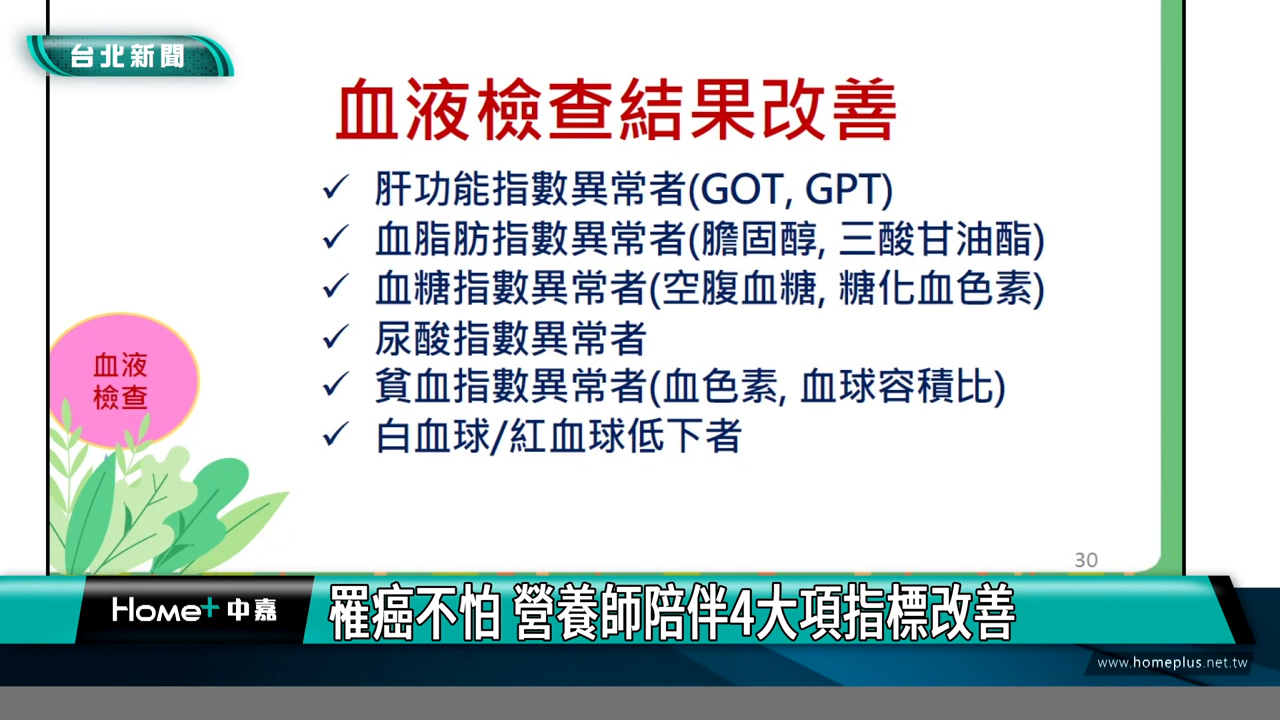 台北新聞
血液檢查結果改善
✓ 肝功能指數異常者(GOT, GPT)
✓ 血脂肪指數異常者(膽固醇, 三酸甘油酯)
✓ 血糖指數異常者(空腹血糖, 糖化血色素)
✓ 尿酸指數異常者
✓ 貧血指數異常者(血色素, 血球容積比)
✓ 白血球/紅血球低下者
血液
檢查
30
Home+中嘉
罹癌不怕 營養師陪伴4大項指標改善
www.homeplus.net.tw